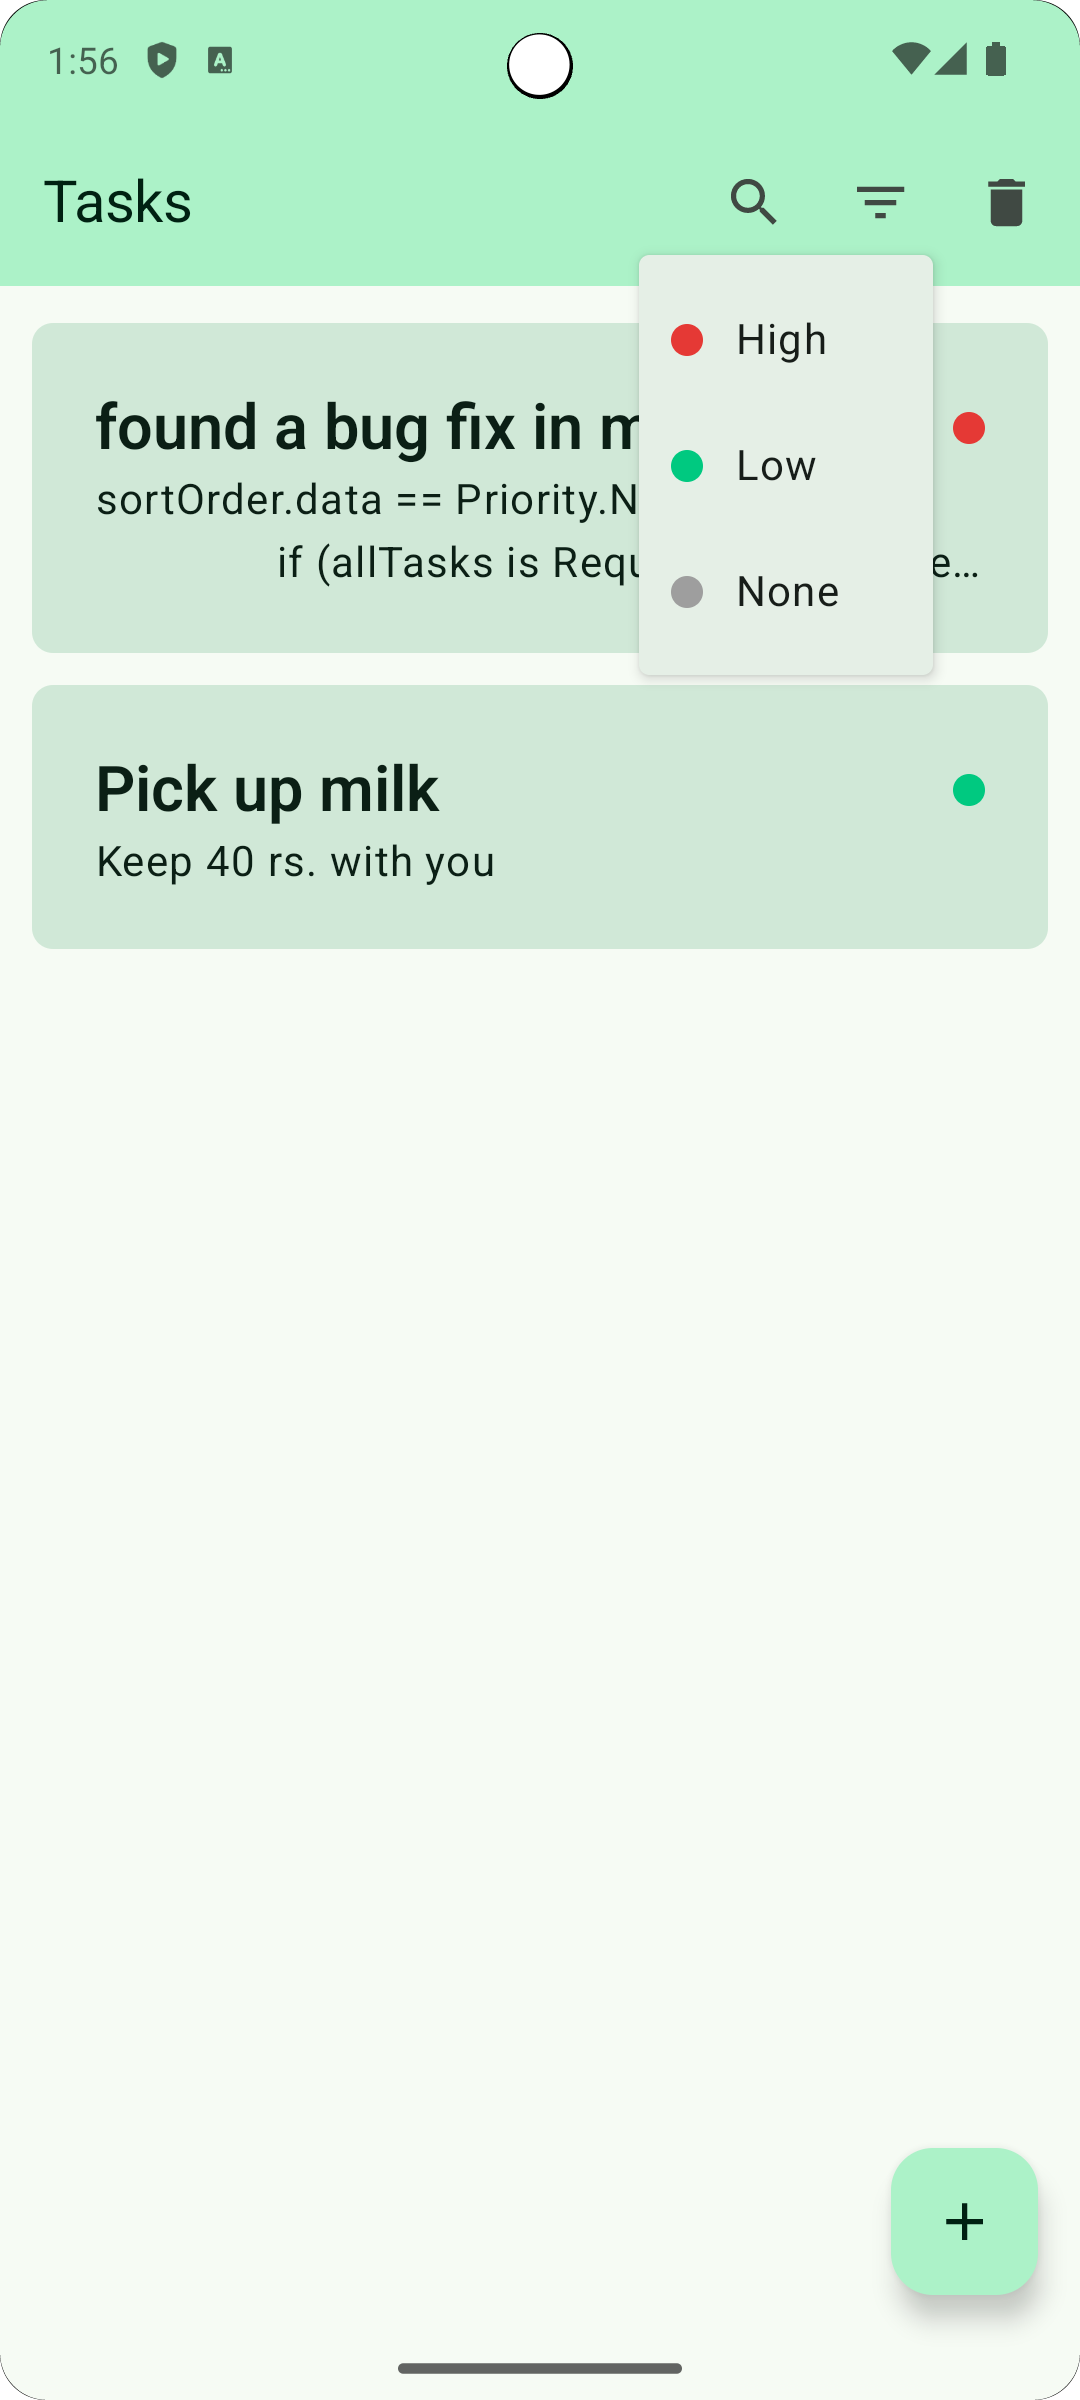 1:56
Tasks
High
Low
None
found a bug fix in
sortOrder.data == Priority.N
if (allTasks is Requ e...
Pick up milk
Keep 40 rs. with you